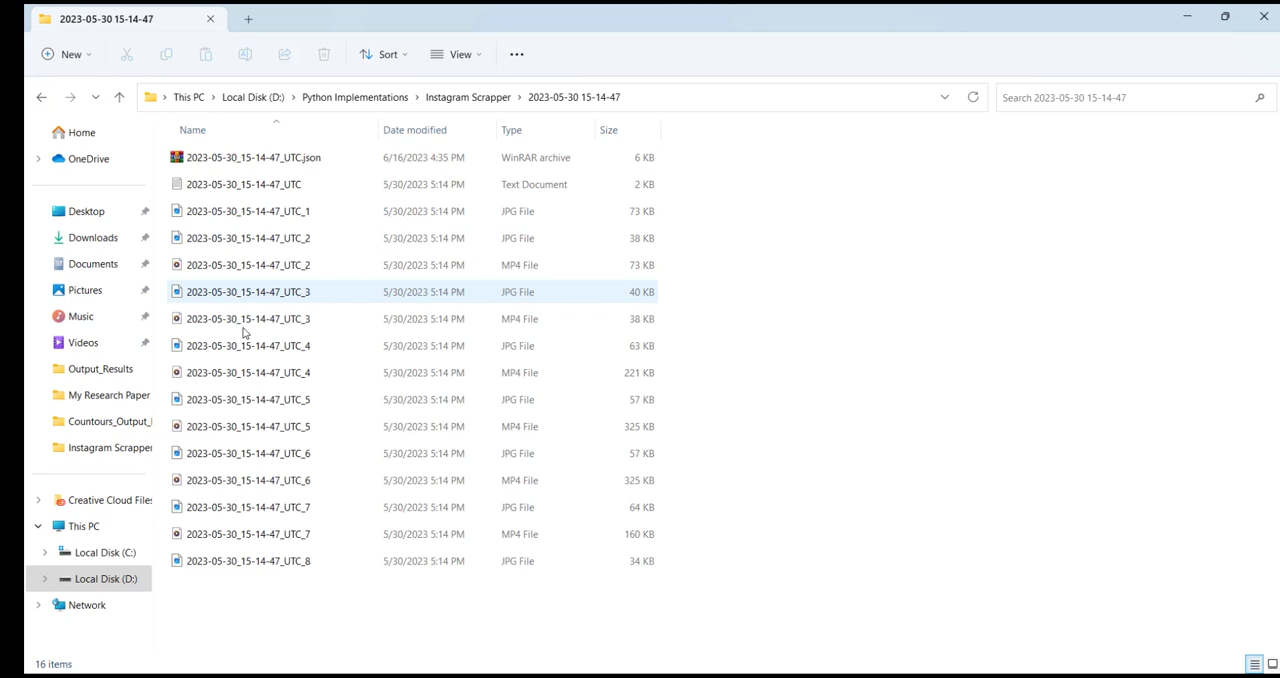 2023-05-30 15-14-47
New
Sort
View
This PC > Local Disk (D:) > Python Implementations > Instagram Scrapper > 2023-05-30 15-14-47
Search 2023-05-30 15-14-47
Name Date modified Type Size
Home
OneDrive
Desktop
Downloads
Documents
Pictures
Music
Videos
Output_Results
My Research Paper
Countours_Output_
Instagram Scrapper
Creative Cloud Files
This PC
Local Disk (C:)
Local Disk (D:)
Network
2023-05-30_15-14-47_UTC.json 6/16/2023 4:35 PM WinRAR archive 6 KB
2023-05-30_15-14-47_UTC 5/30/2023 5:14 PM Text Document 2 KB
2023-05-30_15-14-47_UTC_1 5/30/2023 5:14 PM JPG File 73 KB
2023-05-30_15-14-47_UTC_2 5/30/2023 5:14 PM JPG File 38 KB
2023-05-30_15-14-47_UTC_2 5/30/2023 5:14 PM MP4 File 73 KB
2023-05-30_15-14-47_UTC_3 5/30/2023 5:14 PM JPG File 40 KB
2023-05-30_15-14-47_UTC_3 5/30/2023 5:14 PM MP4 File 38 KB
2023-05-30_15-14-47_UTC_4 5/30/2023 5:14 PM JPG File 63 KB
2023-05-30_15-14-47_UTC_4 5/30/2023 5:14 PM MP4 File 221 KB
2023-05-30_15-14-47_UTC_5 5/30/2023 5:14 PM JPG File 57 KB
2023-05-30_15-14-47_UTC_5 5/30/2023 5:14 PM MP4 File 325 KB
2023-05-30_15-14-47_UTC_6 5/30/2023 5:14 PM JPG File 57 KB
2023-05-30_15-14-47_UTC_6 5/30/2023 5:14 PM MP4 File 325 KB
2023-05-30_15-14-47_UTC_7 5/30/2023 5:14 PM JPG File 64 KB
2023-05-30_15-14-47_UTC_7 5/30/2023 5:14 PM MP4 File 160 KB
2023-05-30_15-14-47_UTC_8 5/30/2023 5:14 PM JPG File 34 KB
16 items